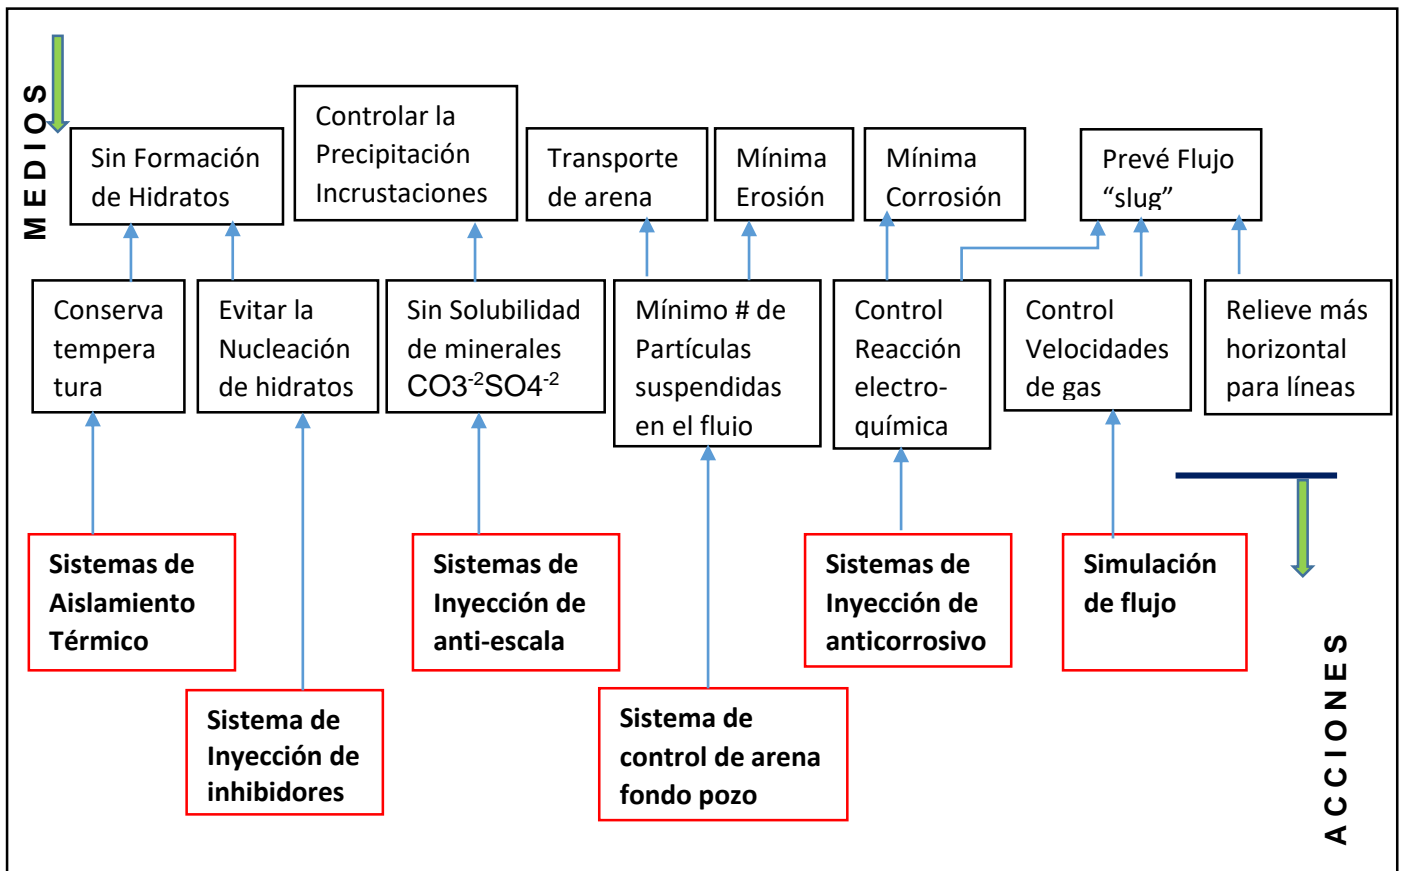 MEDIOS
Sin Formación
de Hidratos
Controlar la
Precipitación
Incrustaciones
Transporte
de arena
Mínima
Erosión
Mínima
Corrosión
Prevé Flujo
“slug”
Conserva
tempera
tura
Evitar la
Nucleación
de hidratos
Sin Solubilidad
de minerales
CO3⁻²SO4⁻²
Mínimo # de
Partículas
suspendidas
en el flujo
Control
Reacción
electro-
química
Control
Velocidades
de gas
Relieve más
horizontal
para líneas
Sistemas de
Aislamiento
Térmico
Sistemas de
Inyección de
anti-escala
Sistemas de
Inyección de
anticorrosivo
Simulación
de flujo
Sistema de
Inyección de
inhibidores
Sistema de
control de arena
fondo pozo
ACCIONES